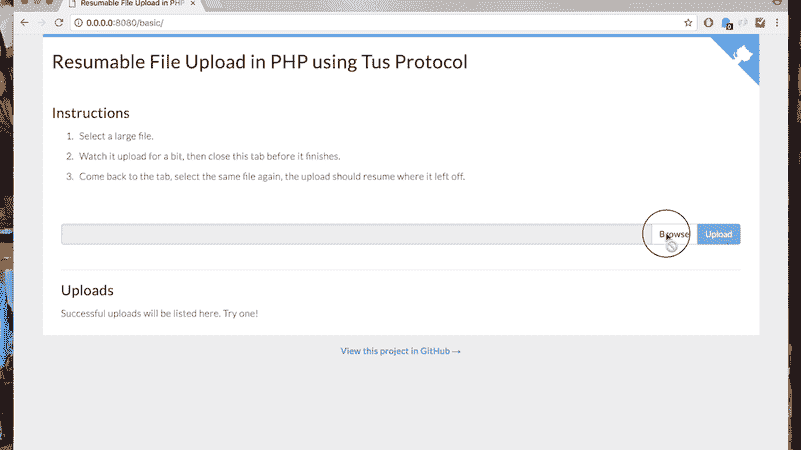 Resumable File Upload in PHP
0.0.0.0:8080/basic/
Resumable File Upload in PHP using Tus Protocol
Instructions
1. Select a large file.
2. Watch it upload for a bit, then close this tab before it finishes.
3. Come back to the tab, select the same file again, the upload should resume where it left off.
Browse Upload
Uploads
Successful uploads will be listed here. Try one!
View this project in GitHub →